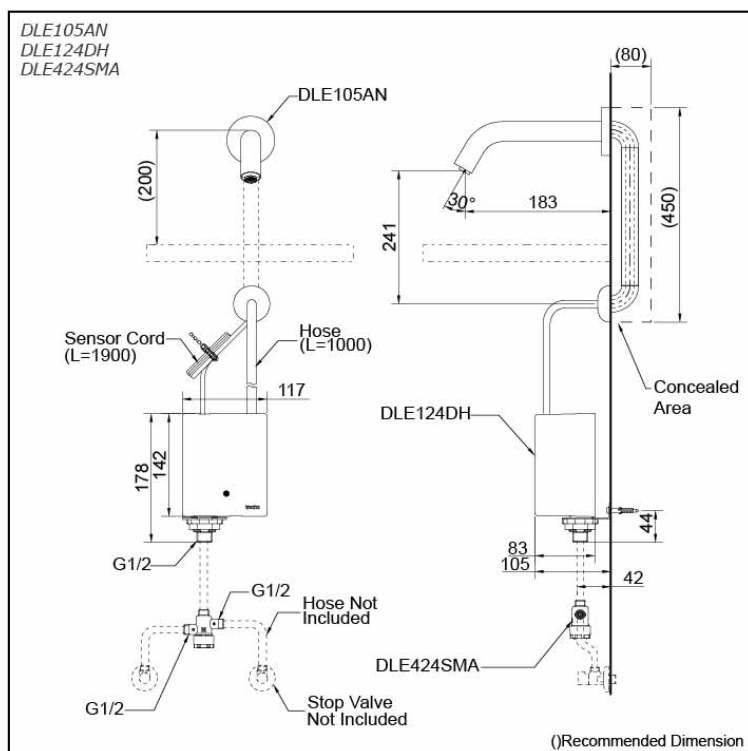 DLE105AN
DLE124DH
DLE424SMA
(80)
DLE105AN
(200)
30°
183
241
(450)
Sensor Cord
(L=1900)
Hose
(L=1000)
117
Concealed
Area
DLE124DH
178
142
44
G1/2
83
105
42
G1/2
Hose Not
Included
DLE424SMA
G1/2
Stop Valve
Not Included
()Recommended Dimension